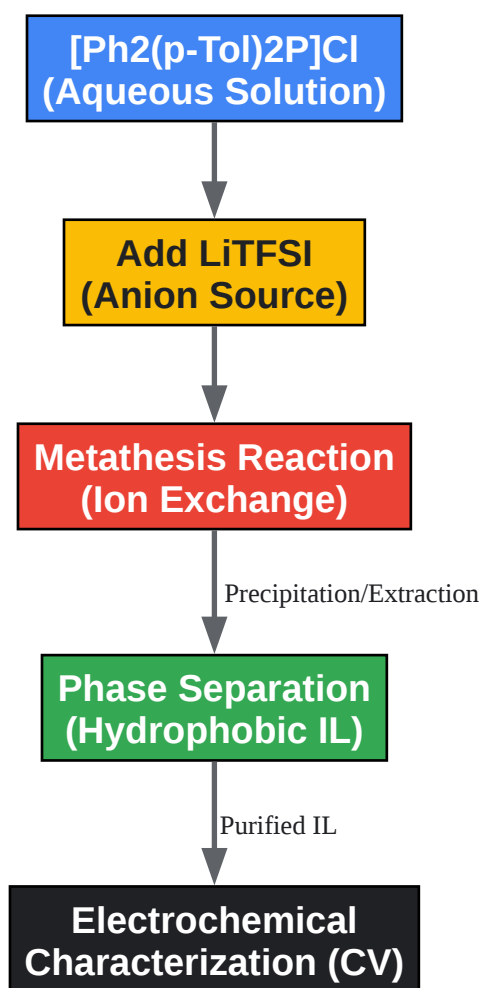 [Ph2(p-Tol)2P]Cl
(Aqueous Solution)
Add LiTFSI
(Anion Source)
Metathesis Reaction
(Ion Exchange)
Precipitation/Extraction
Phase Separation
(Hydrophobic IL)
Purified IL
Electrochemical
Characterization (CV)